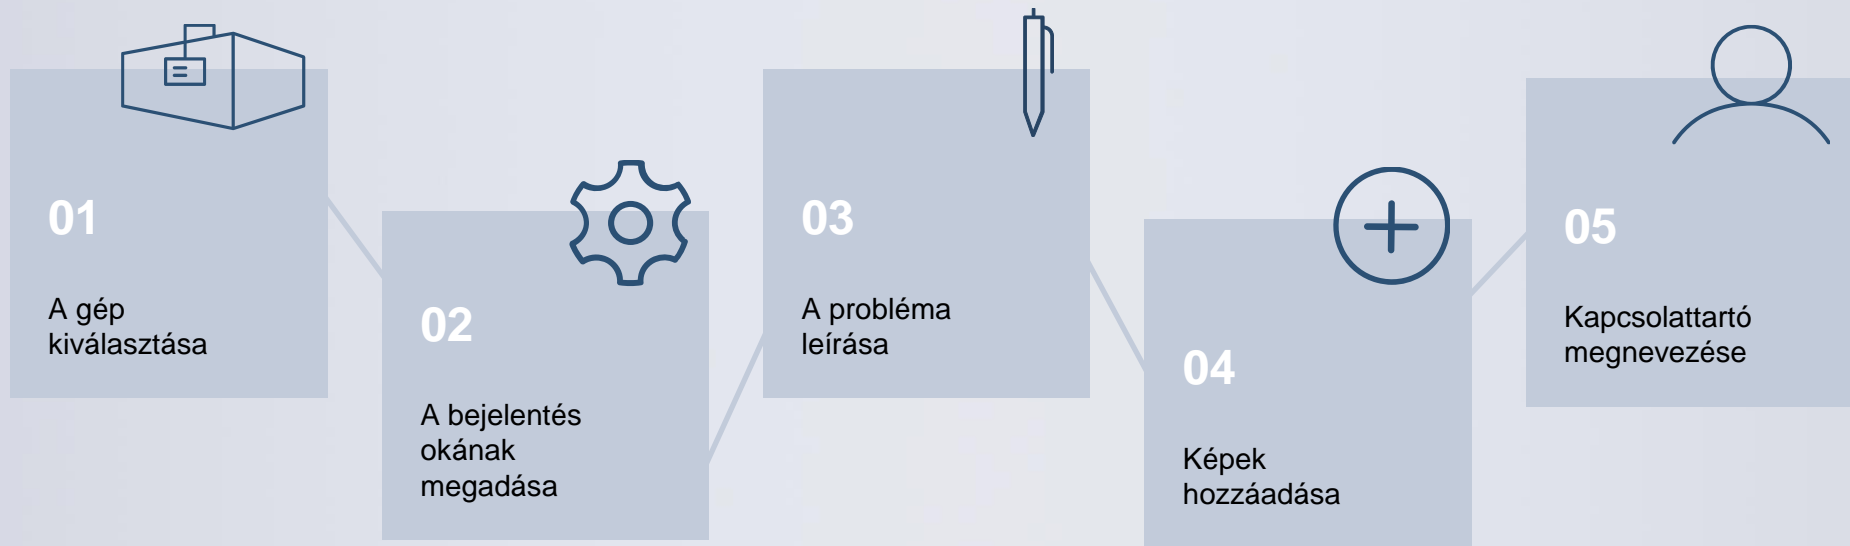 01
A gép
kiválasztása
02
A bejelentés
okának
megadása
03
A probléma
leírása
04
Képek
hozzáadása
05
Kapcsolattartó
megnevezése